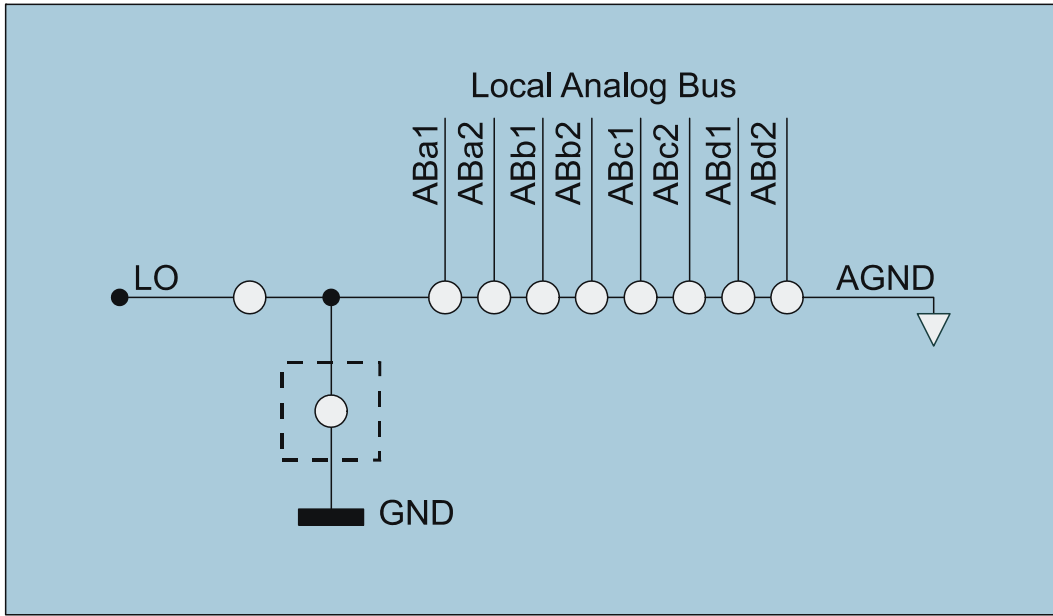 Local Analog Bus
ABa1
ABa2
ABb1
ABb2
ABc1
ABc2
ABd1
ABd2
LO
AGND
GND